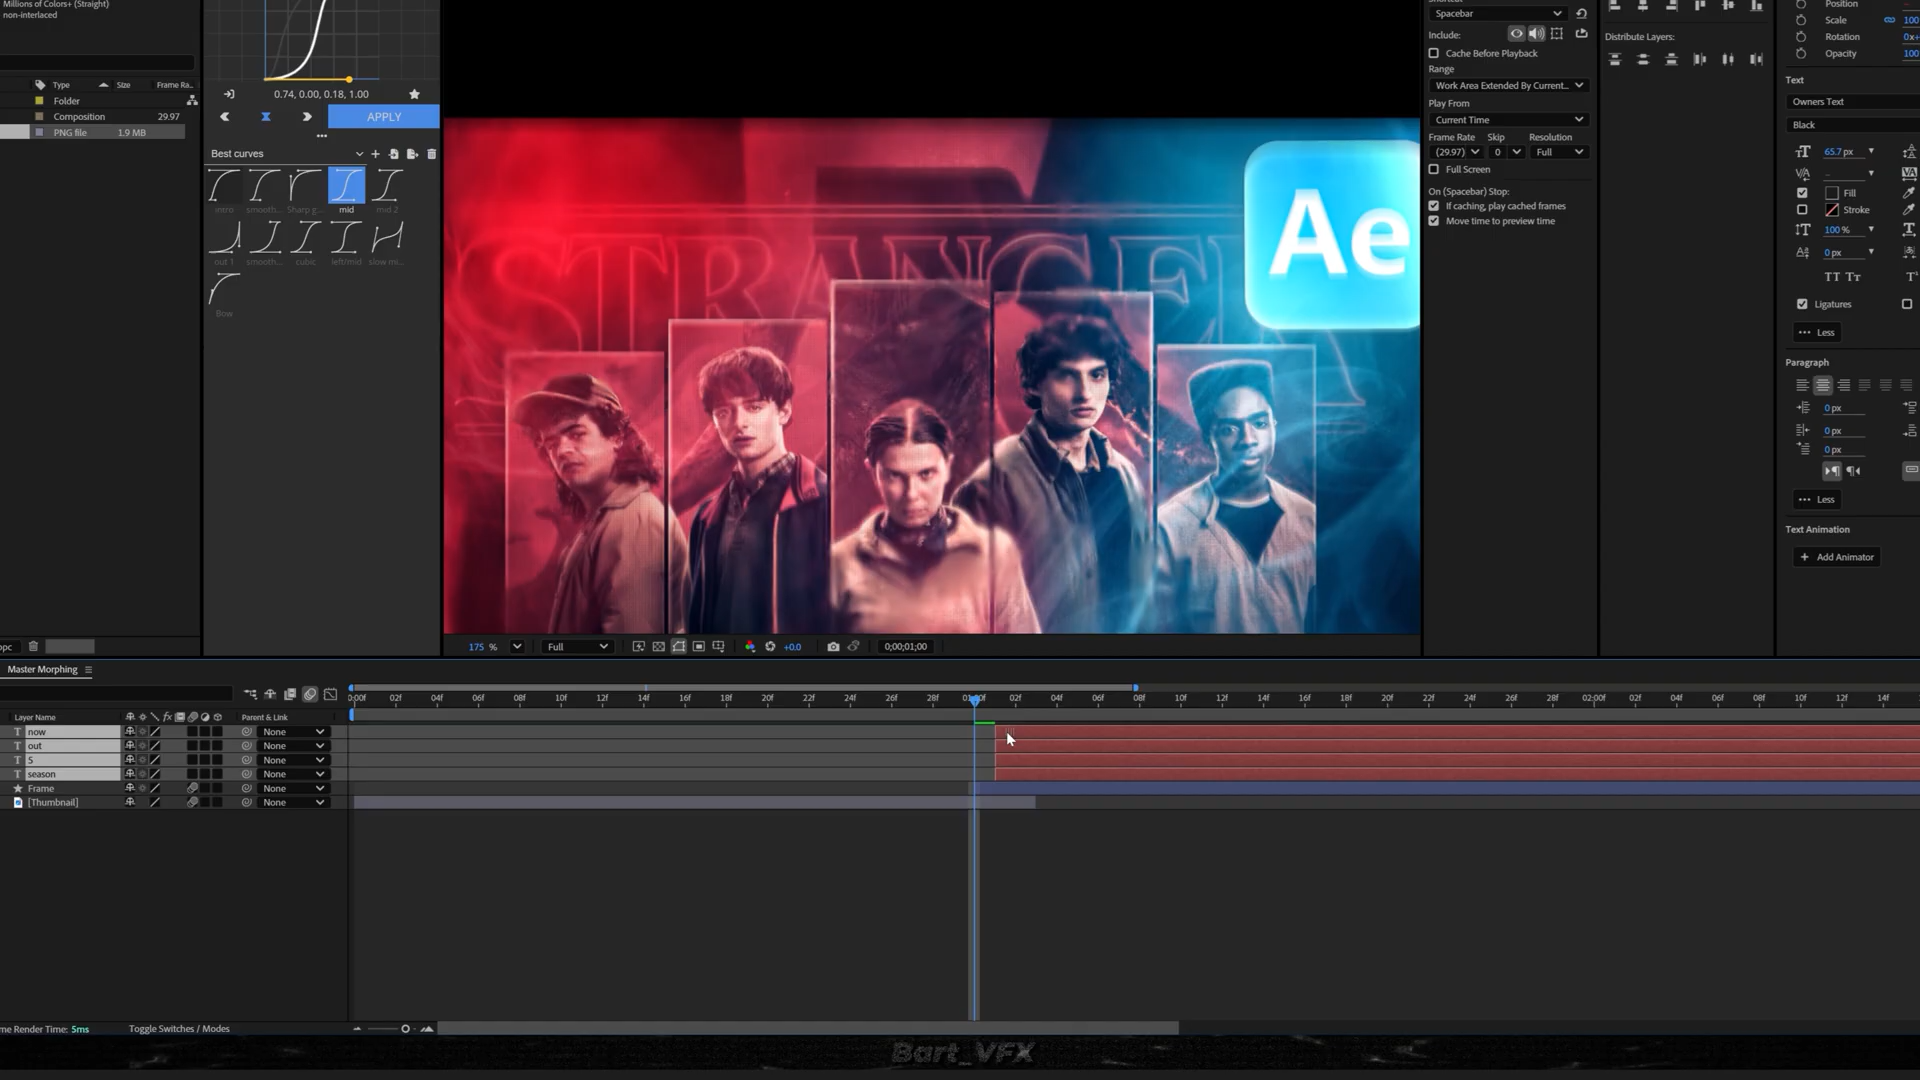 Millions of Colors+ (Straight)
non-interlaced
Type Size Frame Ra..
Folder
Composition 29.97
PNG file 1.9 MB
0.74, 0.00, 0.18, 1.00
APPLY
Best curves
intro smooth... Sharp g... mid mid 2
out 1 smooth... cubic left/mid slow mi...
Bow
STRANGER
Ae
Spacebar
Include:
Cache Before Playback
Range
Work Area Extended By Current...
Play From
Current Time
Frame Rate Skip Resolution
(29.97) 0 Full
Full Screen
On (Spacebar) Stop:
If caching, play cached frames
Move time to preview time
Distribute Layers:
Position
Scale 100
Rotation 0x+
Opacity 100
Text
Owners Text
Black
65.7 px
Fill
Stroke
100 %
0 px
TT Tт
Ligatures
Less
Paragraph
0 px
0 px
0 px
Less
Text Animation
Add Animator
bpc
175 % Full +0.0 0;00;01;00
Master Morphing
0:00f 02f 04f 06f 08f 10f 12f 14f 16f 18f 20f 22f 24f 26f 28f 01:00f 02f 04f 06f 08f 10f 12f 14f 16f 18f 20f 22f 24f 26f 28f 02:00f 02f 04f 06f 08f 10f 12f 14f
Layer Name fx Parent & Link
T now None
T out None
T S None
T season None
Frame None
[Thumbnail] None
me Render Time: 5ms Toggle Switches / Modes
Bart_VFX